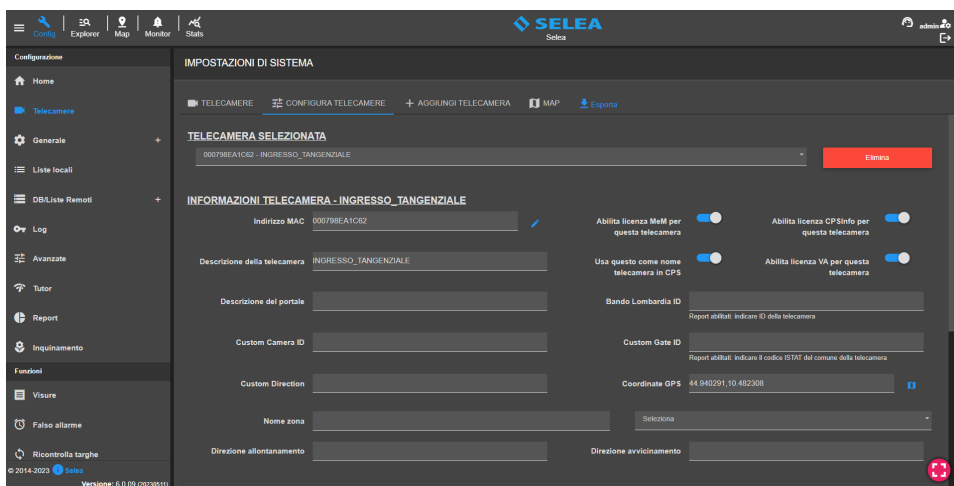 Config
Explorer
Map
Monitor
Stats
SELEA
Selea
admin
Configurazione
Home
Telecamere
Generale +
Liste locali
DB/Liste Remoti +
Log
Avanzate
Tutor
Report
Inquinamento
Funzioni
Visure
Falso allarme
Ricontrolla targhe
© 2014-2023 Selea
Versione: 6.0.09 (20230511)
IMPOSTAZIONI DI SISTEMA
TELECAMERE
CONFIGURA TELECAMERE
+ AGGIUNGI TELECAMERA
MAP
Esporta
TELECAMERA SELEZIONATA
000798EA1C62 - INGRESSO_TANGENZIALE
Elimina
INFORMAZIONI TELECAMERA - INGRESSO_TANGENZIALE
Indirizzo MAC 000798EA1C62
Abilita licenza MeM per
questa telecamera
Abilita licenza CPSInfo per
questa telecamera
Descrizione della telecamera INGRESSO_TANGENZIALE
Usa questo come nome
telecamera in CPS
Abilita licenza VA per questa
telecamera
Descrizione del portale
Bando Lombardia ID
Report abilitati: indicare ID della telecamera
Custom Camera ID
Custom Gate ID
Report abilitati: indicare il codice ISTAT del comune della telecamera
Custom Direction
Coordinate GPS 44.940291,10.482308
Nome zona
Seleziona
Direzione allontanamento
Direzione avvicinamento